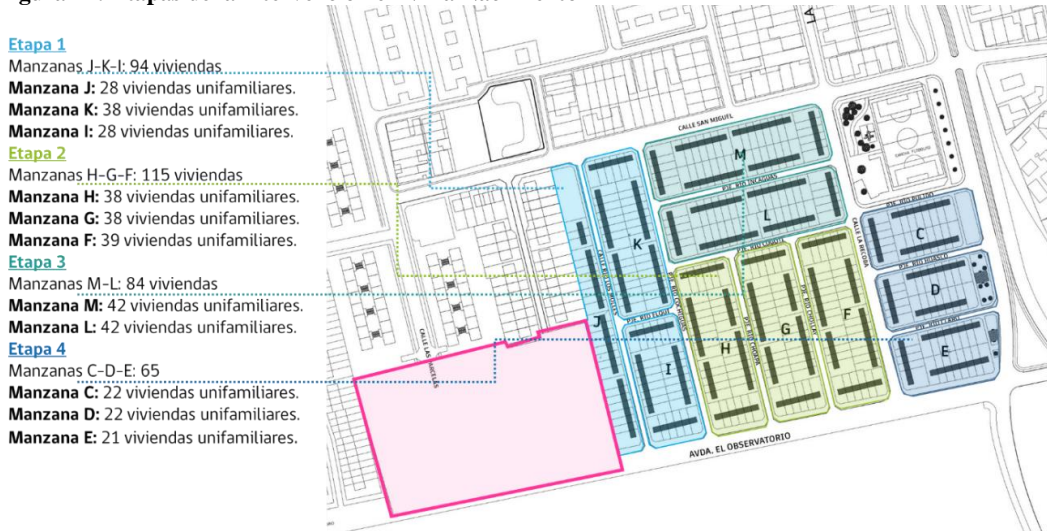 Etapa 1
Manzanas J-K-I: 94 viviendas
Manzana J: 28 viviendas unifamiliares.
Manzana K: 38 viviendas unifamiliares.
Manzana I: 28 viviendas unifamiliares.
Etapa 2
Manzanas H-G-F: 115 viviendas
Manzana H: 38 viviendas unifamiliares.
Manzana G: 38 viviendas unifamiliares.
Manzana F: 39 viviendas unifamiliares.
Etapa 3
Manzanas M-L: 84 viviendas
Manzana M: 42 viviendas unifamiliares.
Manzana L: 42 viviendas unifamiliares.
Etapa 4
Manzanas C-D-E: 65
Manzana C: 22 viviendas unifamiliares.
Manzana D: 22 viviendas unifamiliares.
Manzana E: 21 viviendas unifamiliares.
LA
CALLE SAN MIGUEL
M
L
K
C
D
E
J
I
H
G
F
CALLE LA RECOBA
AVDA. EL OBSERVATORIO